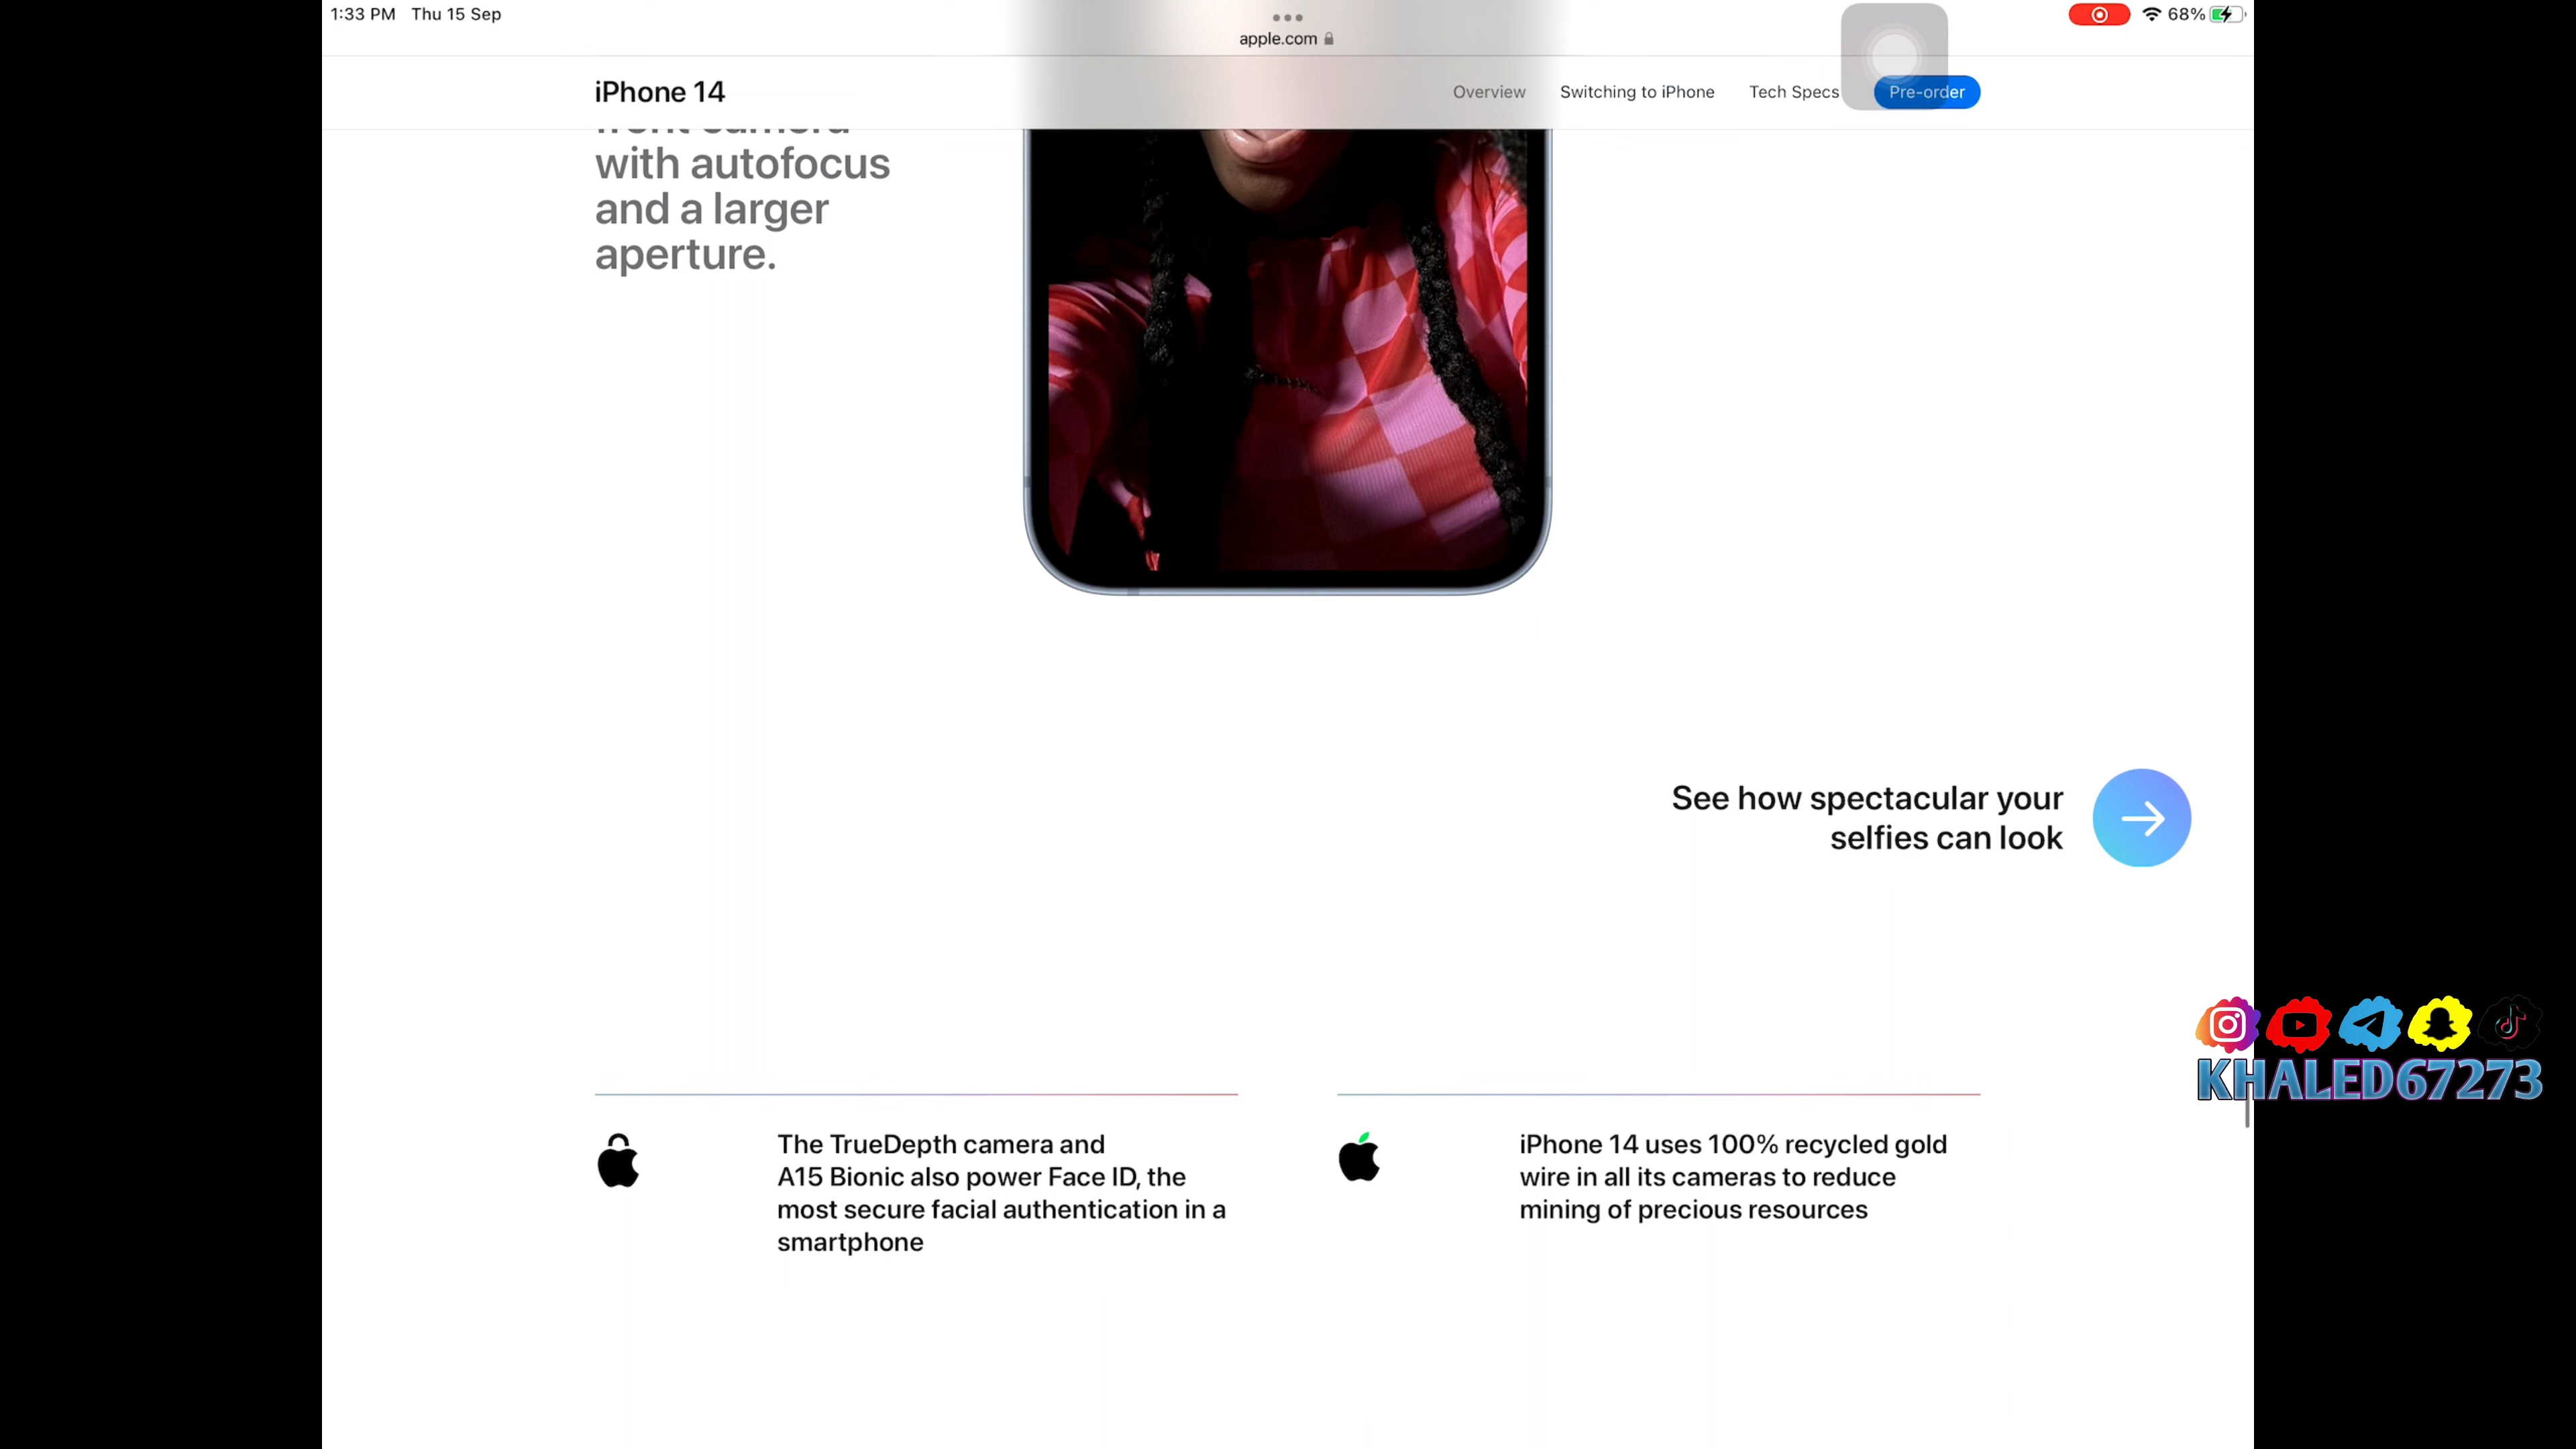 1:33 PM Thu 15 Sep
apple.com
68%
iPhone 14
Overview
Switching to iPhone
Tech Specs
Pre-order
front camera
with autofocus
and a larger
aperture.
See how spectacular your
selfies can look
KHALED67273
The TrueDepth camera and
A15 Bionic also power Face ID, the
most secure facial authentication in a
smartphone
iPhone 14 uses 100% recycled gold
wire in all its cameras to reduce
mining of precious resources